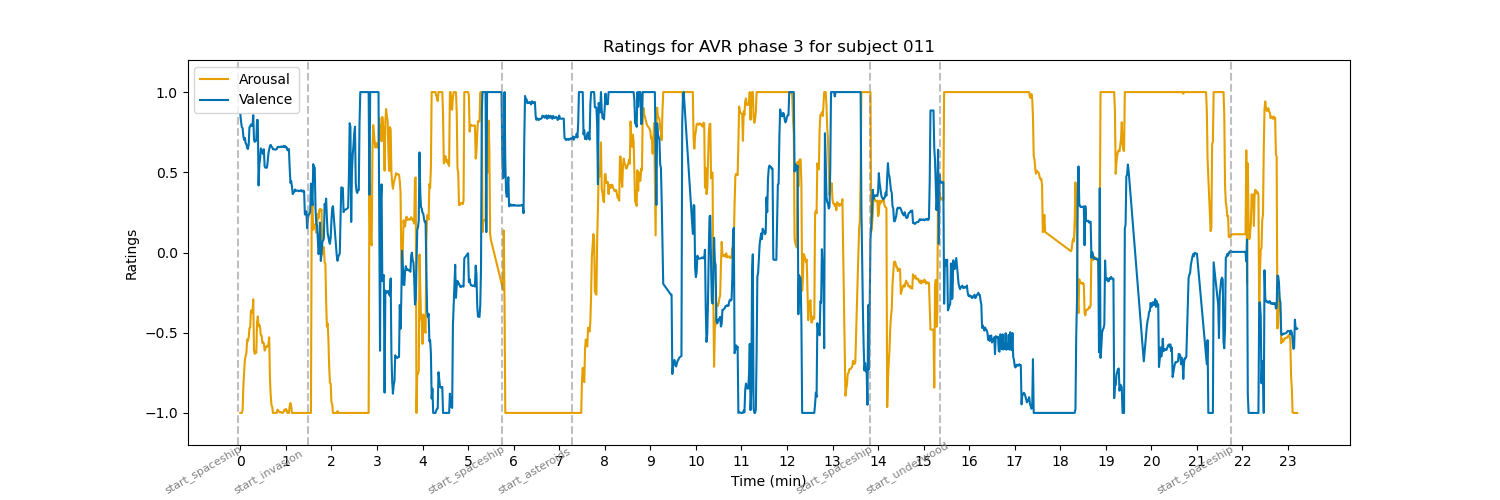 Ratings for AVR phase 3 for subject 011
Arousal
Valence
Ratings
1.0
0.5
0.0
−0.5
−1.0
0 1 2 3 4 5 6 7 8 9 10 11 12 13 14 15 16 17 18 19 20 21 22 23
start_spaceship
start_invasion
start_spaceship
start_asteroids
start_spaceship
start_underwood
start_spaceship
Time (min)